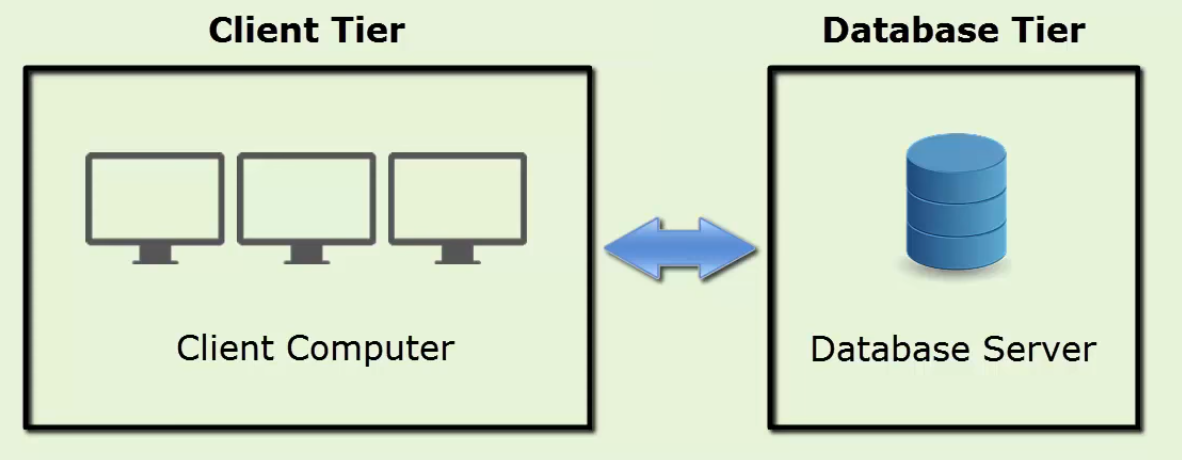 Client Tier
Database Tier
Client Computer
Database Server